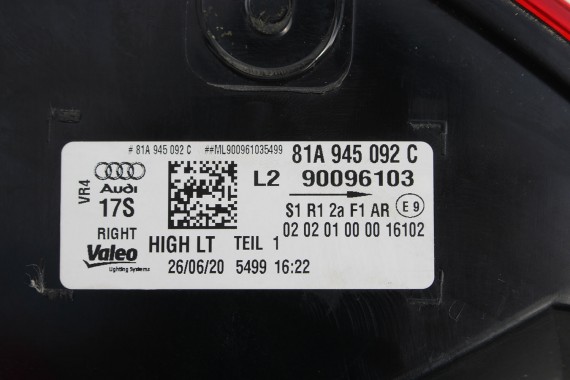 # 81A 945 092 C ##ML900961035499 81A 945 092 C
VR4 Audi L2 90096103
17S S1 R1 2a F1 AR E9
RIGHT 02 02 01 00 00 16102
Valeo HIGH LT TEIL 1
Lighting Systems 26/06/20 5499 16:22